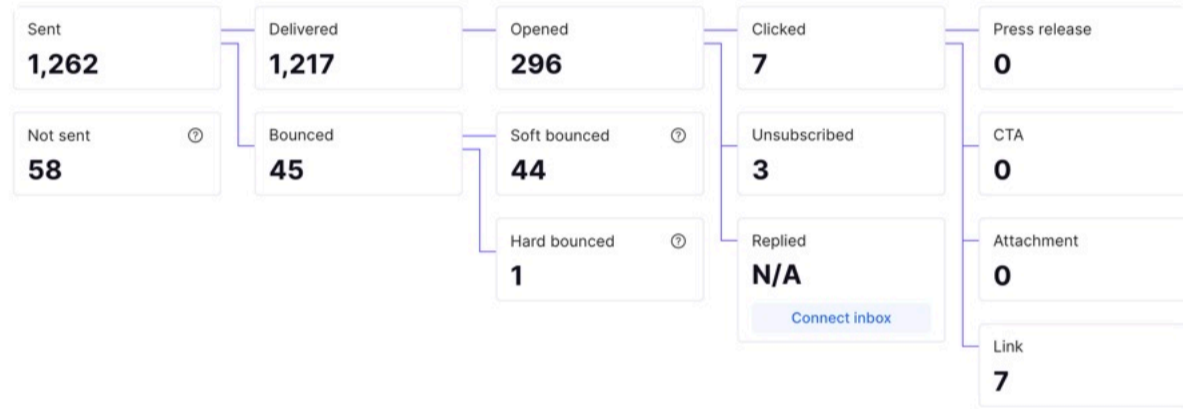 Sent
1,262
Delivered
1,217
Opened
296
Clicked
7
Press release
0
Not sent
58
Bounced
45
Soft bounced
44
Unsubscribed
3
CTA
0
Hard bounced
1
Replied
N/A
Connect inbox
Attachment
0
Link
7